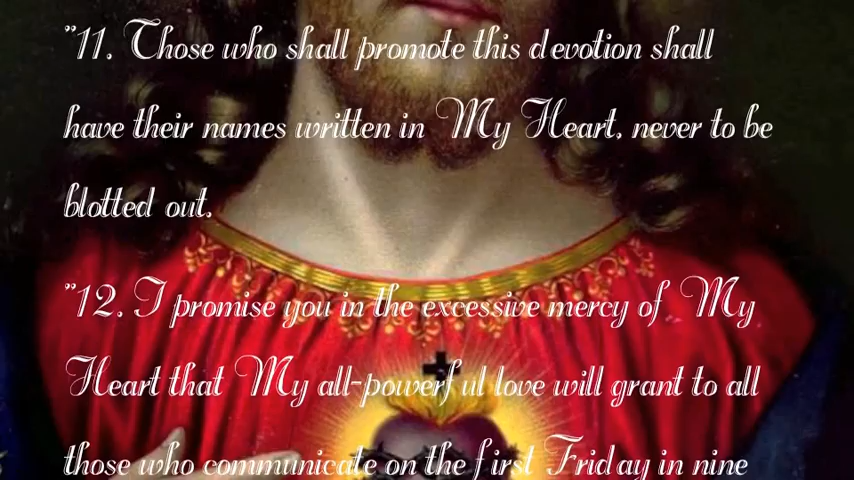 "11. Those who shall promote this devotion shall
have their names written in My Heart, never to be
blotted out.
"12. I promise you in the excessive mercy of My
Heart that My all-powerful love will grant to all
those who communicate on the first Friday in nine